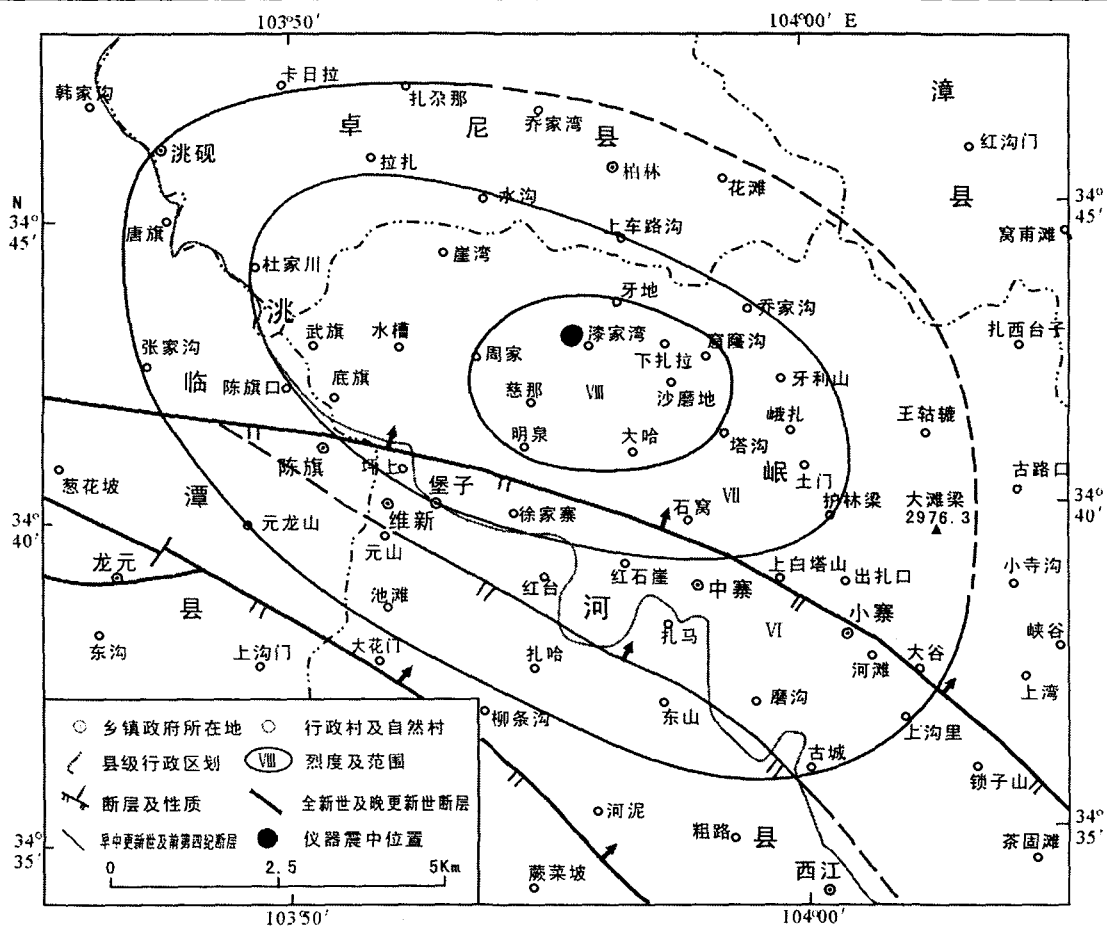 103°50′
104°00′ E
韩家沟
卡日拉
扎尕那
乔家湾
漳
卓
尼
县
洮砚
拉扎
柏林
红沟门
花滩
县
N
34°
45′
水沟
34°
45′
唐旗
上车路沟
窝甫滩
崖湾
杜家川
牙地
乔家沟
洮
武旗
水槽
漆家湾
扎西台子
周家
下扎拉
窟窿沟
张家沟
临
陈旗口
底旗
慈那
Ⅷ
沙磨地
牙利山
峨扎
王轱辘
明泉
大哈
塔沟
陈旗
坪上
岷
葱花坡
堡子
土门
古路口
潭
Ⅶ
元龙山
维新
徐家寨
石窝
护林梁
大滩梁
2976.3
34°
40′
34°
40′
元山
龙元
红台
红石崖
上白塔山
出扎口
小寺沟
县
池滩
河
中寨
小寨
扎马
Ⅵ
峡谷
东沟
上沟门
大花门
扎哈
河滩
大谷
上湾
柳条沟
东山
磨沟
上沟里
乡镇政府所在地
行政村及自然村
古城
县级行政区划
Ⅷ
烈度及范围
锁子山
断层及性质
全新世及晚更新世断层
河泥
粗路
县
早中更新世及前第四纪断层
仪器震中位置
34°
35′
34°
35′
茶固滩
0
2.5
5Km
蕨菜坡
西江
103°50′
104°00′